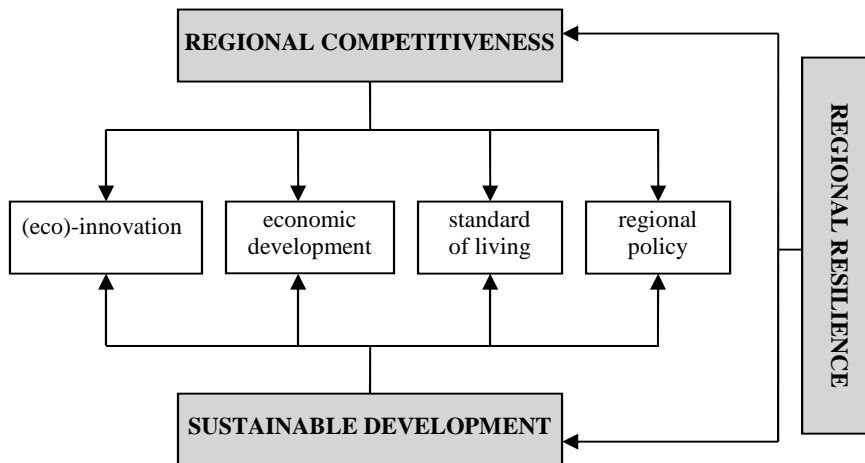 REGIONAL COMPETITIVENESS
(eco)-innovation
economic
development
standard
of living
regional
policy
SUSTAINABLE DEVELOPMENT
REGIONAL RESILIENCE